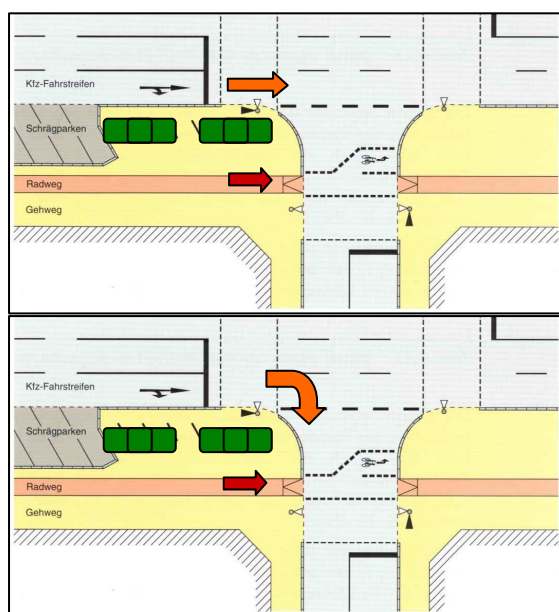 Kfz-Fahrstreifen
Schrägparken
Radweg
Gehweg
Kfz-Fahrstreifen
Schrägparken
Radweg
Gehweg